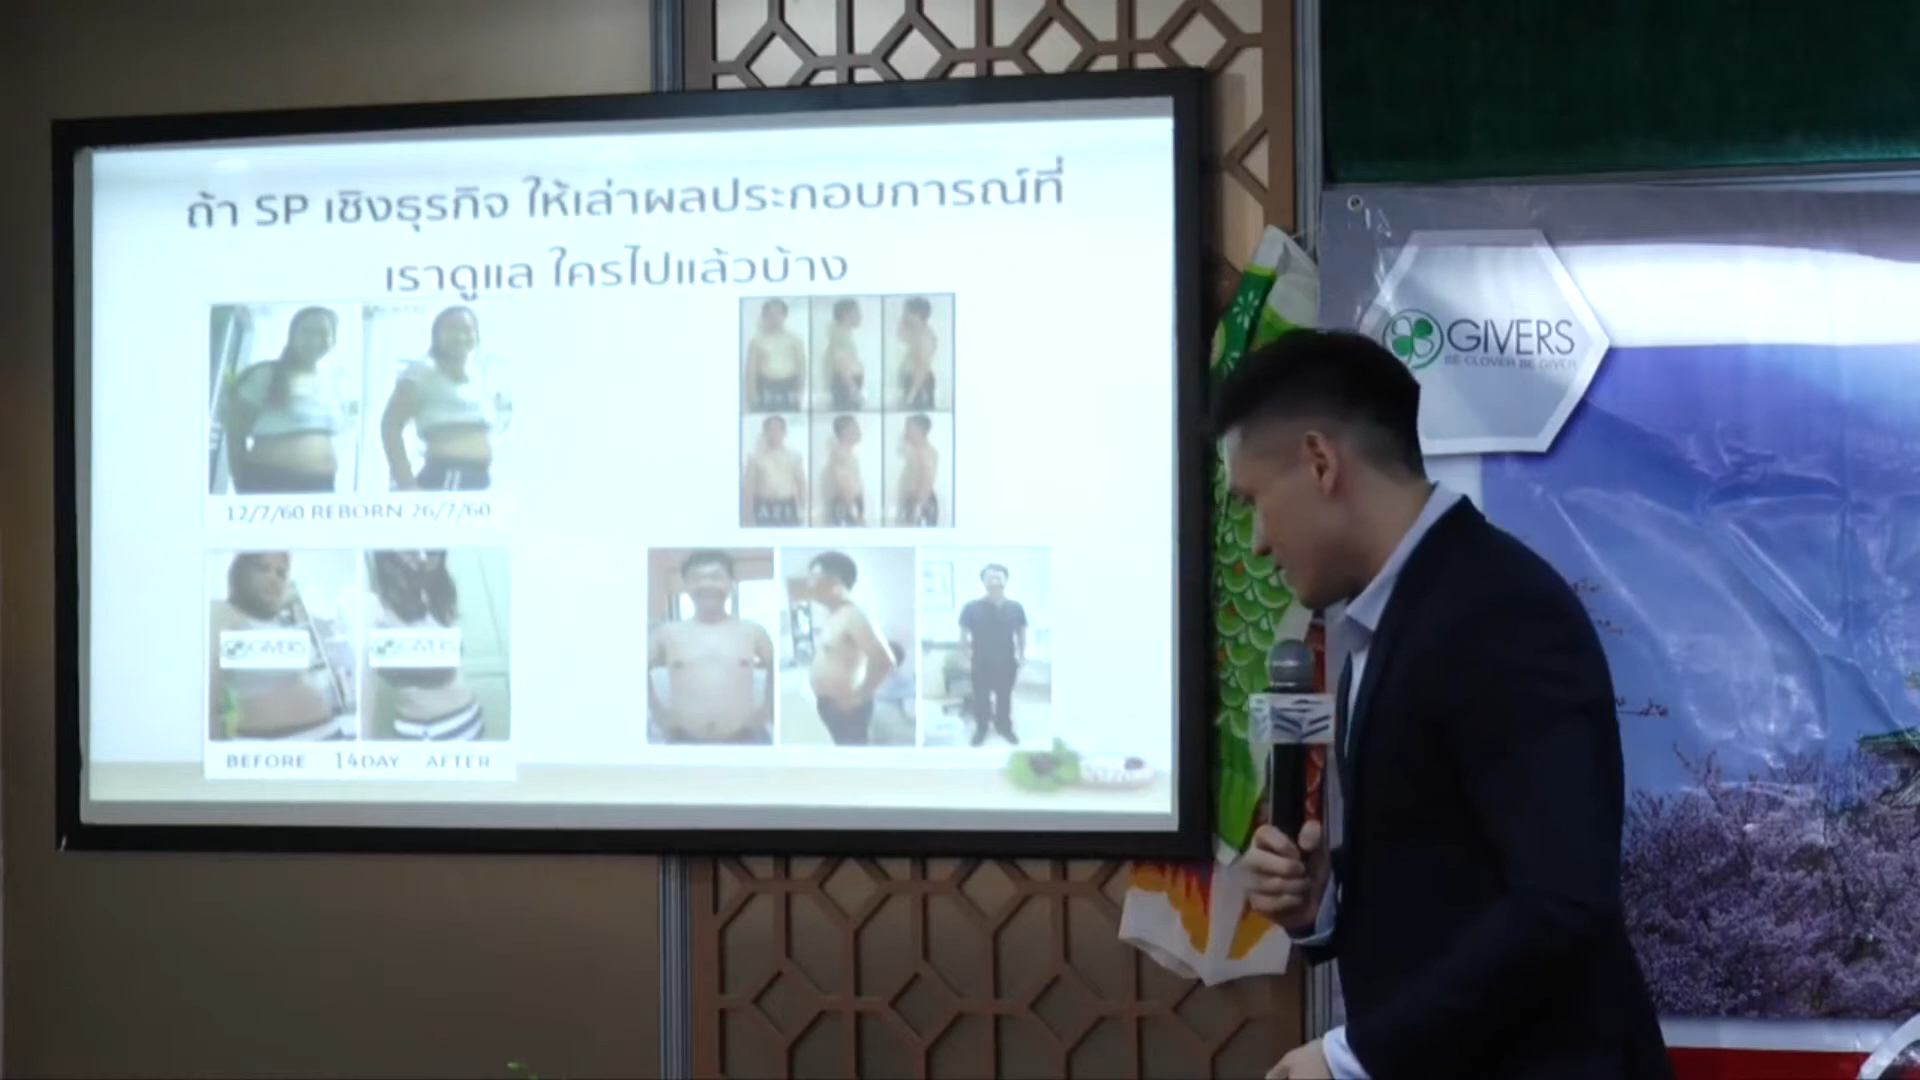 ถ้า SP เชิงธุรกิจ ให้เล่าผลประกอบการณ์ที่
เราดูแล ใครไปแล้วบ้าง
12/7/60 REBORN 26/7/60
GIVERS
GIVERS
BEFORE 14DAY AFTER
GIVERS
BE CLOVER BE GIVER